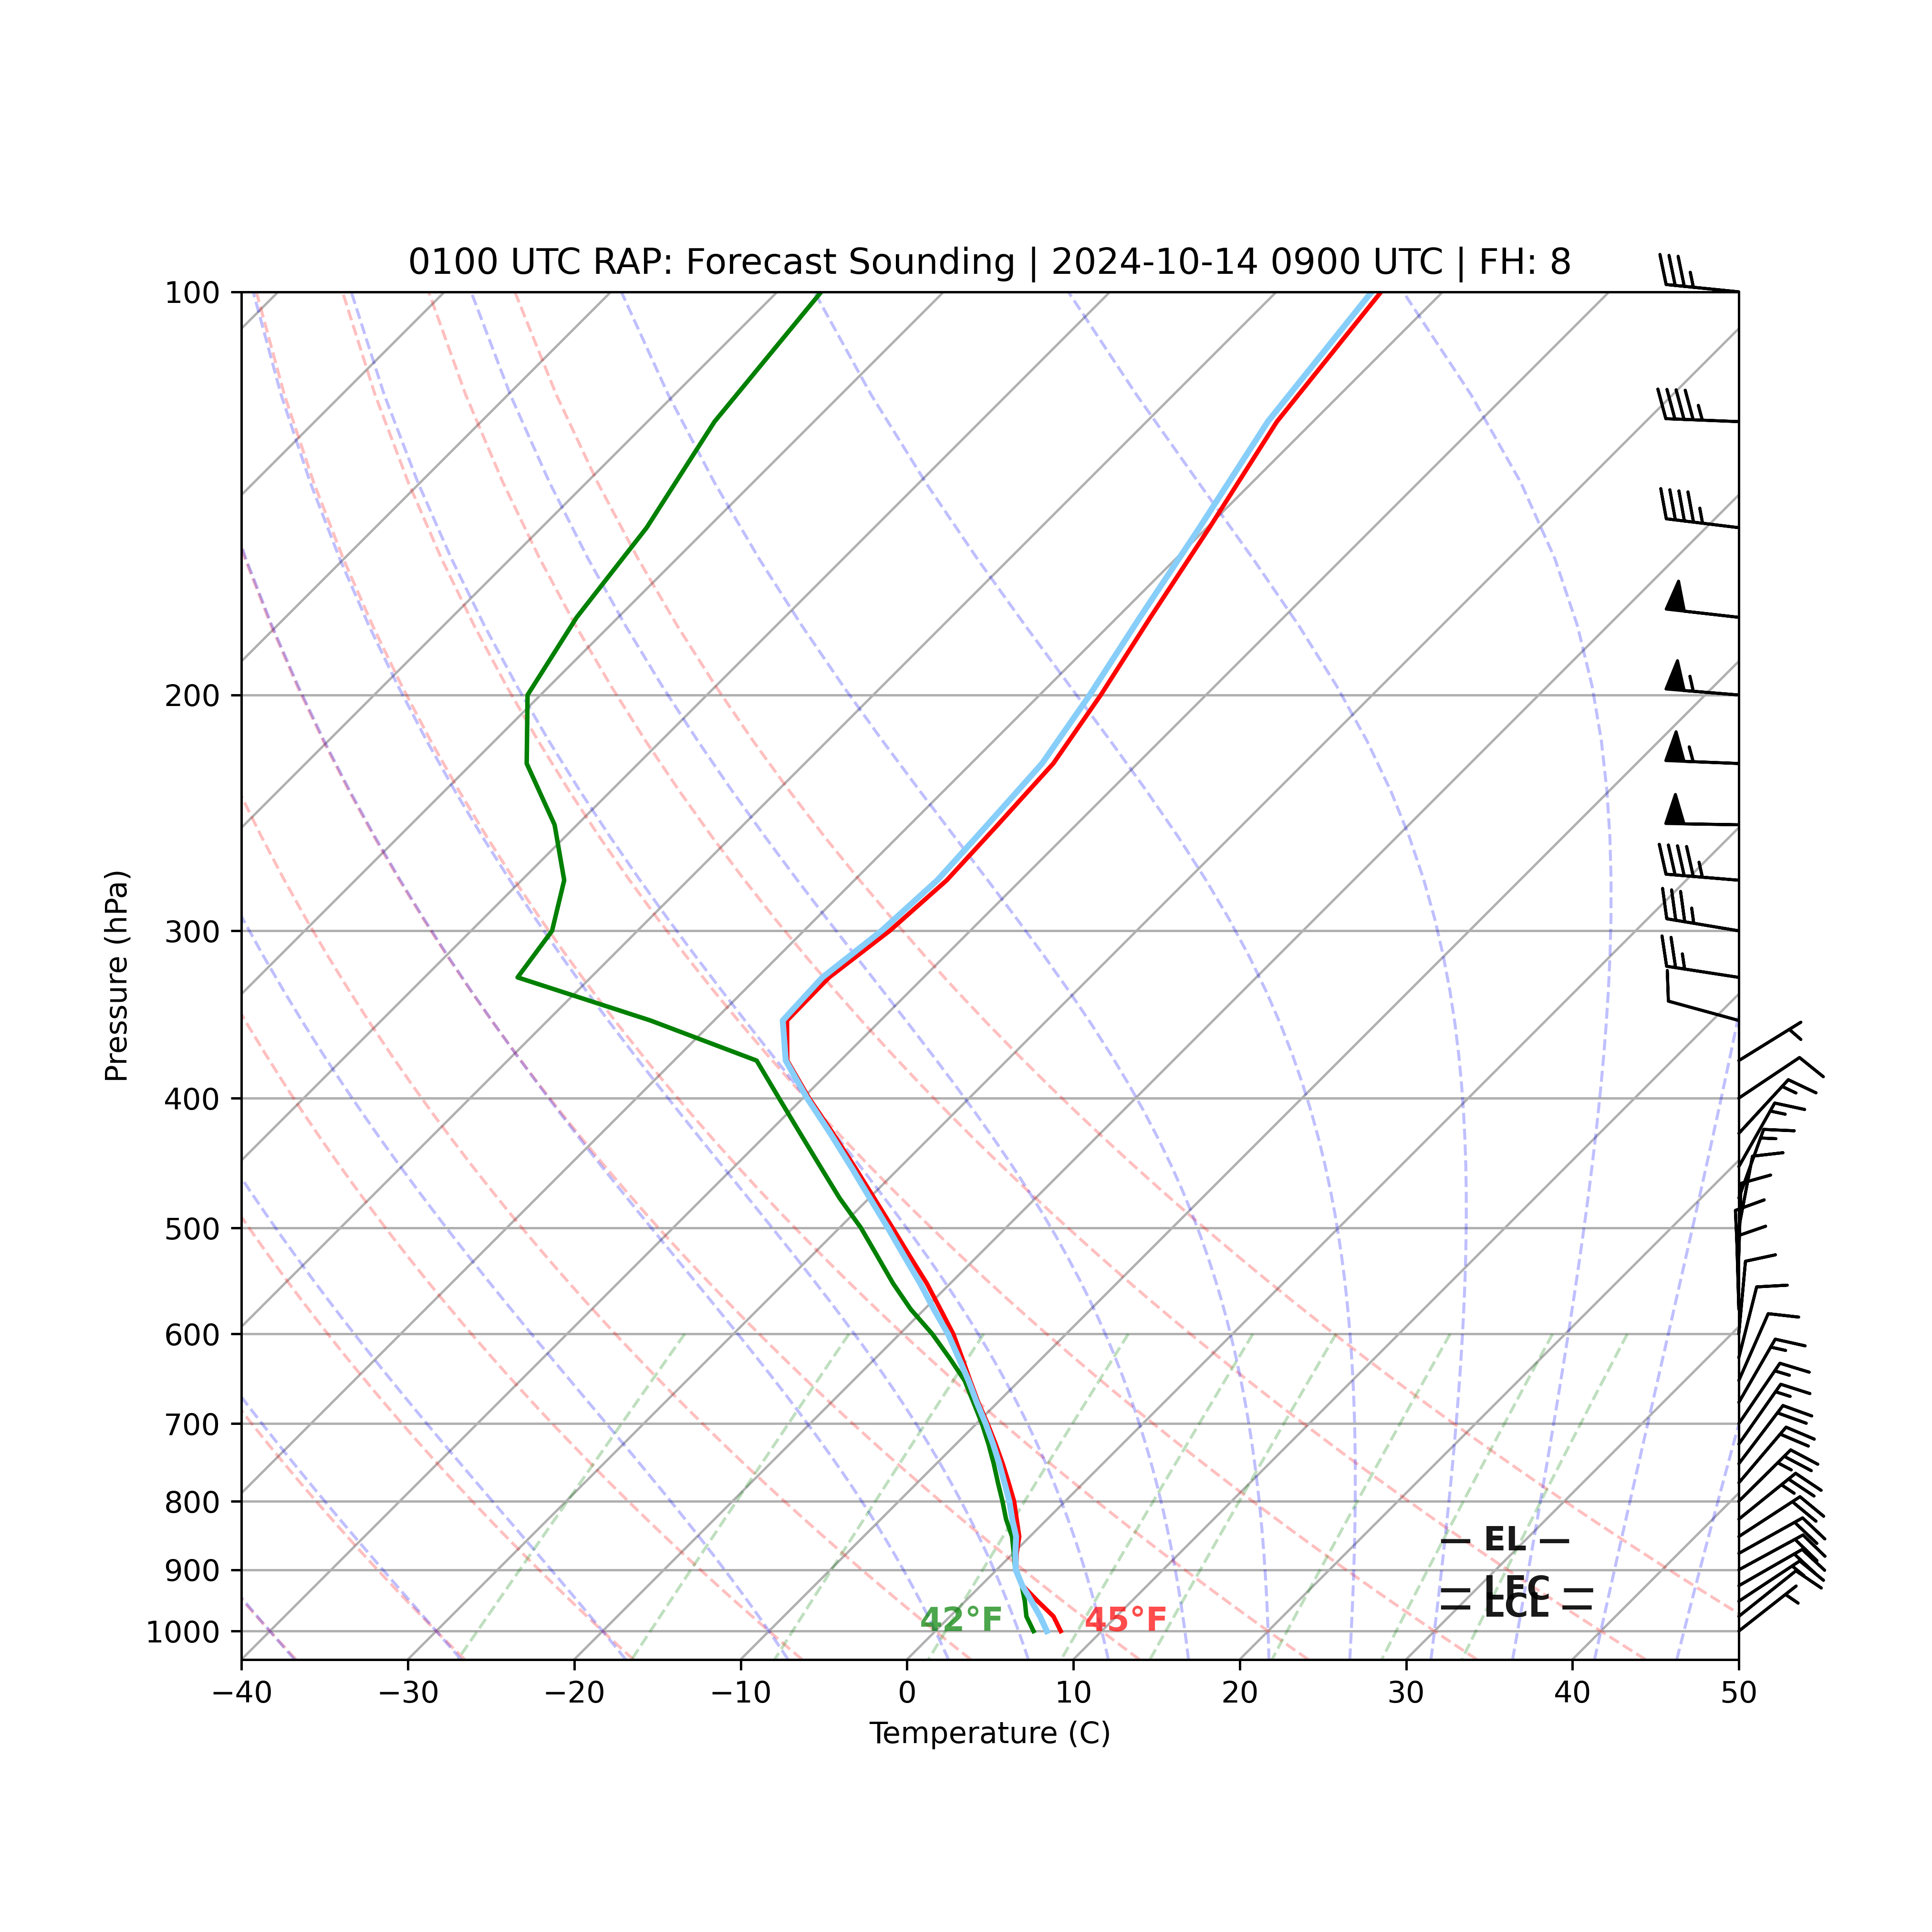 0100 UTC RAP: Forecast Sounding | 2024-10-14 0900 UTC | FH: 8
100
200
300
400
500
600
700
800
900
1000
Pressure (hPa)
— EL —
— LFC —
— LCL —
42°F
45°F
−40 −30 −20 −10 0 10 20 30 40 50
Temperature (C)